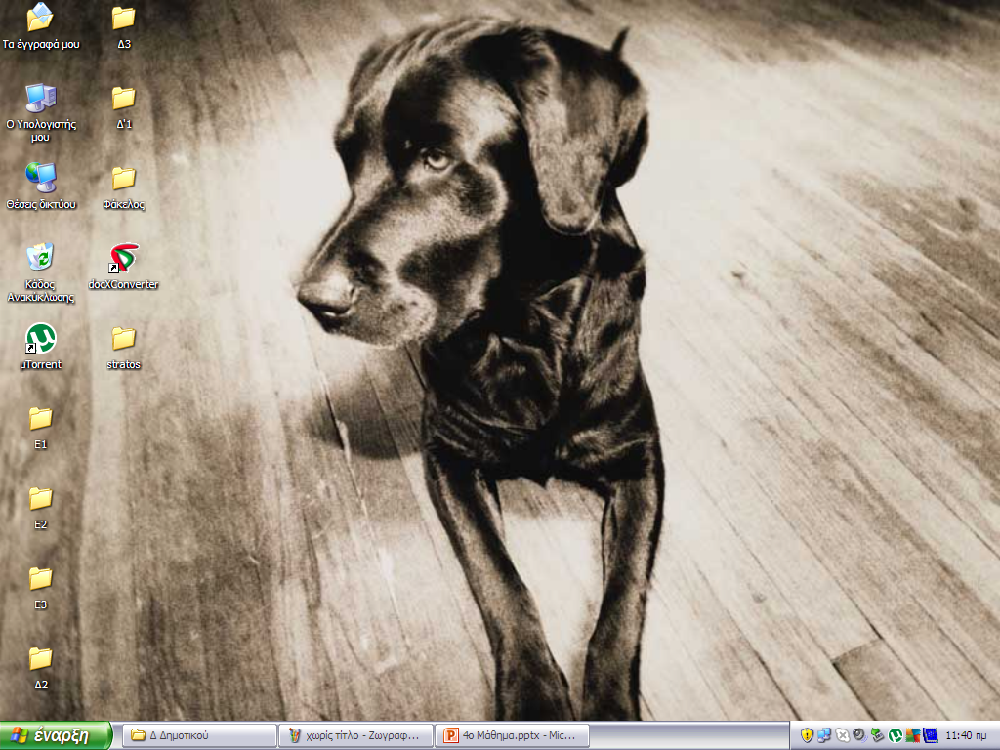 Τα έγγραφά μου
Ο Υπολογιστής
μου
Θέσεις δικτύου
Κάδος
Ανακύκλωσης
μTorrent
Ε1
Ε2
Ε3
Δ2
Δ3
Δ'1
Φάκελος
docXConverter
stratos
έναρξη
Δ Δημοτικού
χωρίς τίτλο - Ζωγραφ...
4ο Μάθημα.pptx - Mic...
11:40 πμ